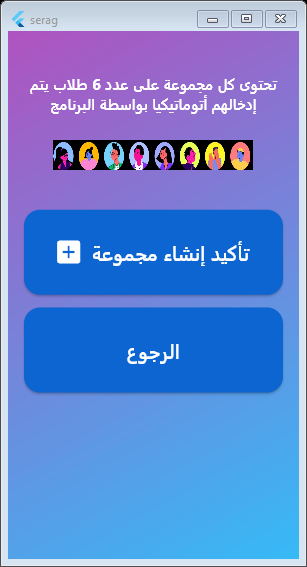 serag
تحتوى كل مجموعة على عدد 6 طلاب يتم
إدخالهم أتوماتيكيا بواسطة البرنامج
تأكيد إنشاء مجموعة
الرجوع